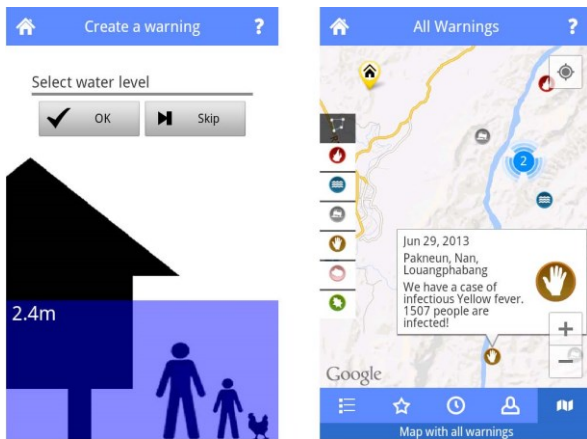 Create a warning ?
Select water level
OK Skip
2.4m
All Warnings ?
2
Jun 29, 2013
Pakneun, Nan,
Louangphabang
We have a case of
infectious Yellow fever.
1507 people are
infected!
+
−
Google
Map with all warnings